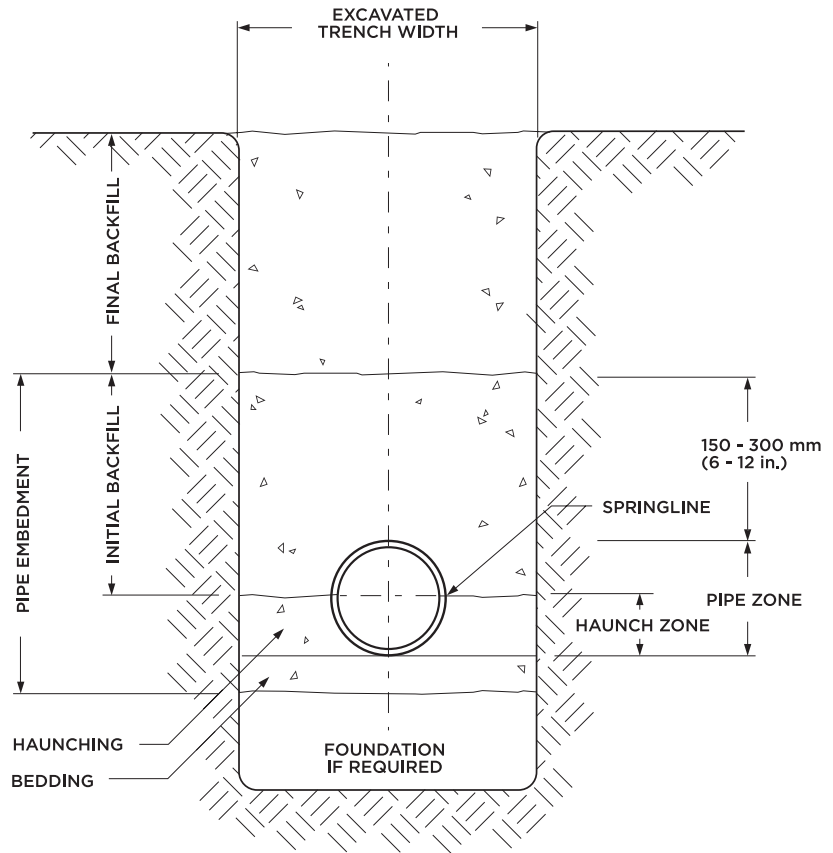 EXCAVATED
TRENCH WIDTH
FINAL BACKFILL
INITIAL BACKFILL
PIPE EMBEDMENT
150 - 300 mm
(6 - 12 in.)
SPRINGLINE
PIPE ZONE
HAUNCH ZONE
HAUNCHING
BEDDING
FOUNDATION
IF REQUIRED